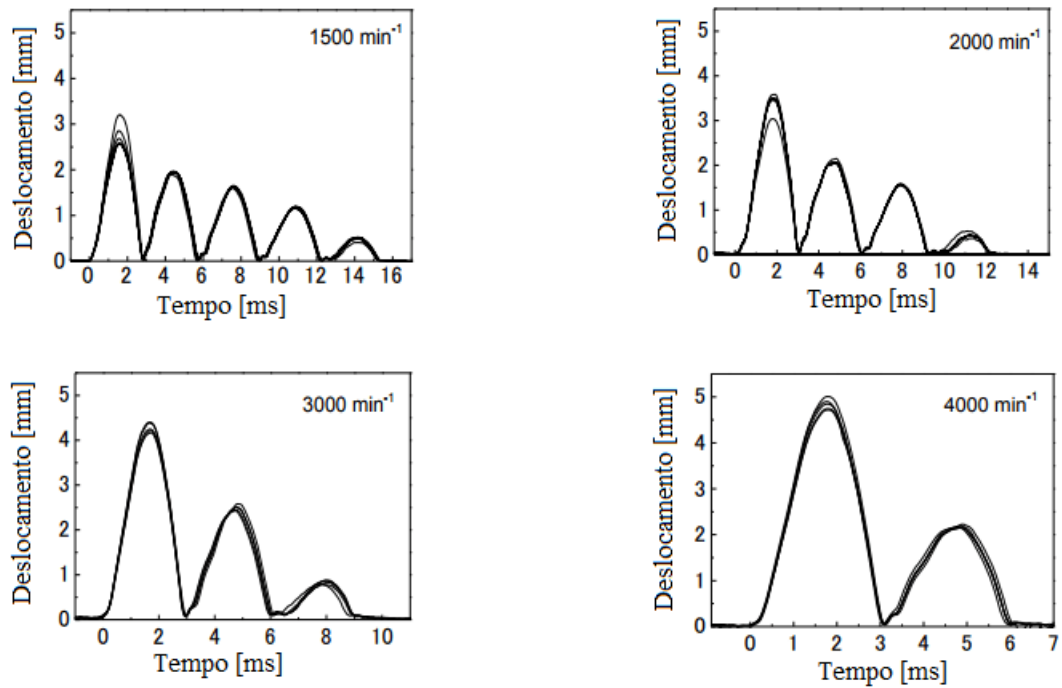 Deslocamento [mm]
5
4
3
2
1
0
1500 min⁻¹
0 2 4 6 8 10 12 14 16
Tempo [ms]
Deslocamento [mm]
5
4
3
2
1
0
2000 min⁻¹
0 2 4 6 8 10 12 14
Tempo [ms]
Deslocamento [mm]
5
4
3
2
1
0
3000 min⁻¹
0 2 4 6 8 10
Tempo [ms]
Deslocamento [mm]
5
4
3
2
1
0
4000 min⁻¹
0 1 2 3 4 5 6 7
Tempo [ms]